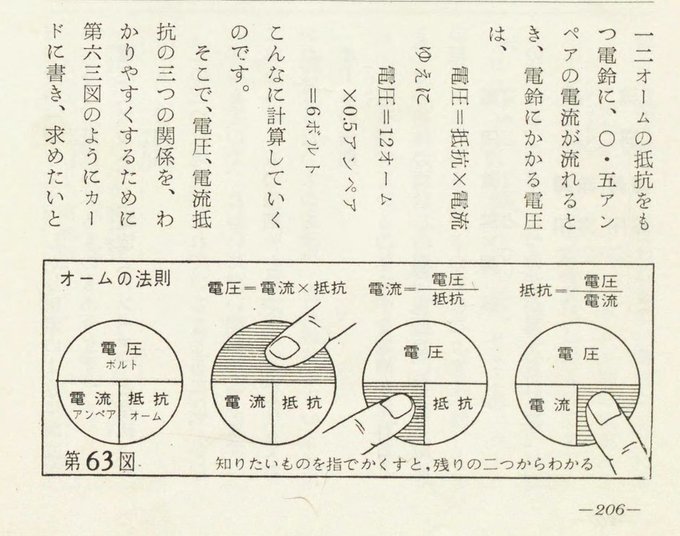 一二オームの抵抗をも
つ電鈴に、〇・五アン
ペアの電流が流れると
き、電鈴にかかる電圧
は、
電圧＝抵抗×電流
ゆえに
電圧＝12オーム
×0.5アンペア
＝6ボルト
こんなに計算していく
のです。
そこで、電圧、電流抵
抗の三つの関係を、わ
かりやすくするために
第六三図のようにカー
ドに書き、求めたいと
オームの法則
電圧
ボルト
電流
アンペア
抵抗
オーム
電圧＝電流×抵抗
電流
抵抗
電流＝電圧/抵抗
電圧
抵抗
抵抗＝電圧/電流
電圧
電流
第63図
知りたいものを指でかくすと，残りの二つからわかる
—206—